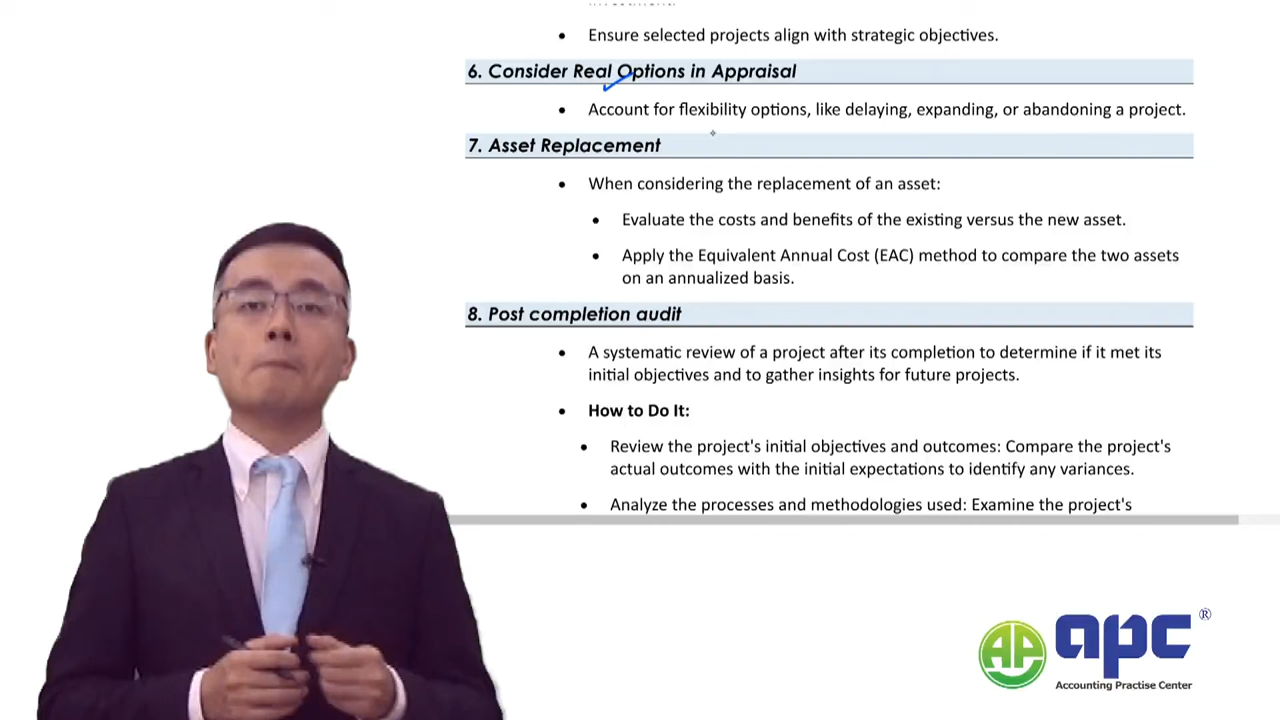 Ensure selected projects align with strategic objectives.
6. Consider Real Options in Appraisal
Account for flexibility options, like delaying, expanding, or abandoning a project.
7. Asset Replacement
When considering the replacement of an asset:
Evaluate the costs and benefits of the existing versus the new asset.
Apply the Equivalent Annual Cost (EAC) method to compare the two assets
on an annualized basis.
8. Post completion audit
A systematic review of a project after its completion to determine if it met its
initial objectives and to gather insights for future projects.
How to Do It:
Review the project's initial objectives and outcomes: Compare the project's
actual outcomes with the initial expectations to identify any variances.
Analyze the processes and methodologies used: Examine the project's
AP apc ®
Accounting Practise Center